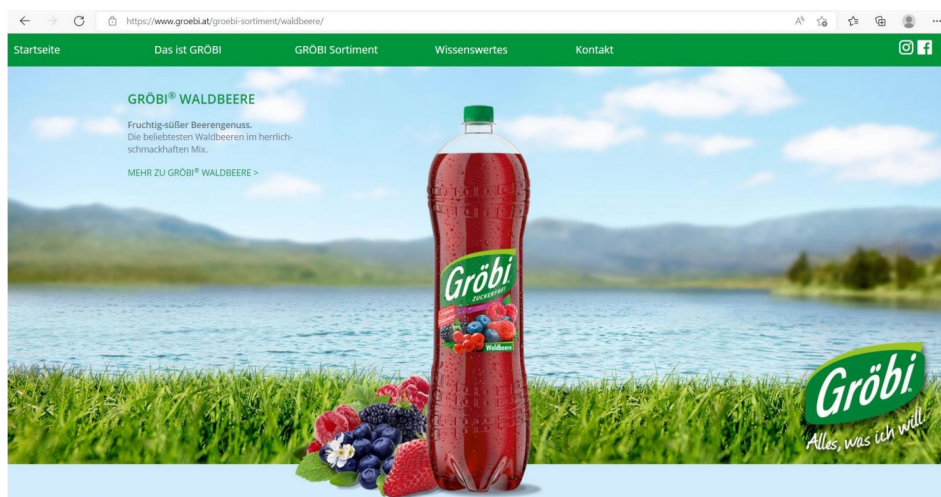 https://www.groebi.at/groebi-sortiment/waldbeere/
Startseite Das ist GRÖBI GRÖBI Sortiment Wissenswertes Kontakt
GRÖBI® WALDBEERE
Fruchtig-süßer Beerengenuss.
Die beliebtesten Waldbeeren im herrlich-
schmackhaften Mix.
MEHR ZU GRÖBI® WALDBEERE >
Gröbi
ZUCKERFREI
Waldbeere
Gröbi
Alles, was ich will.